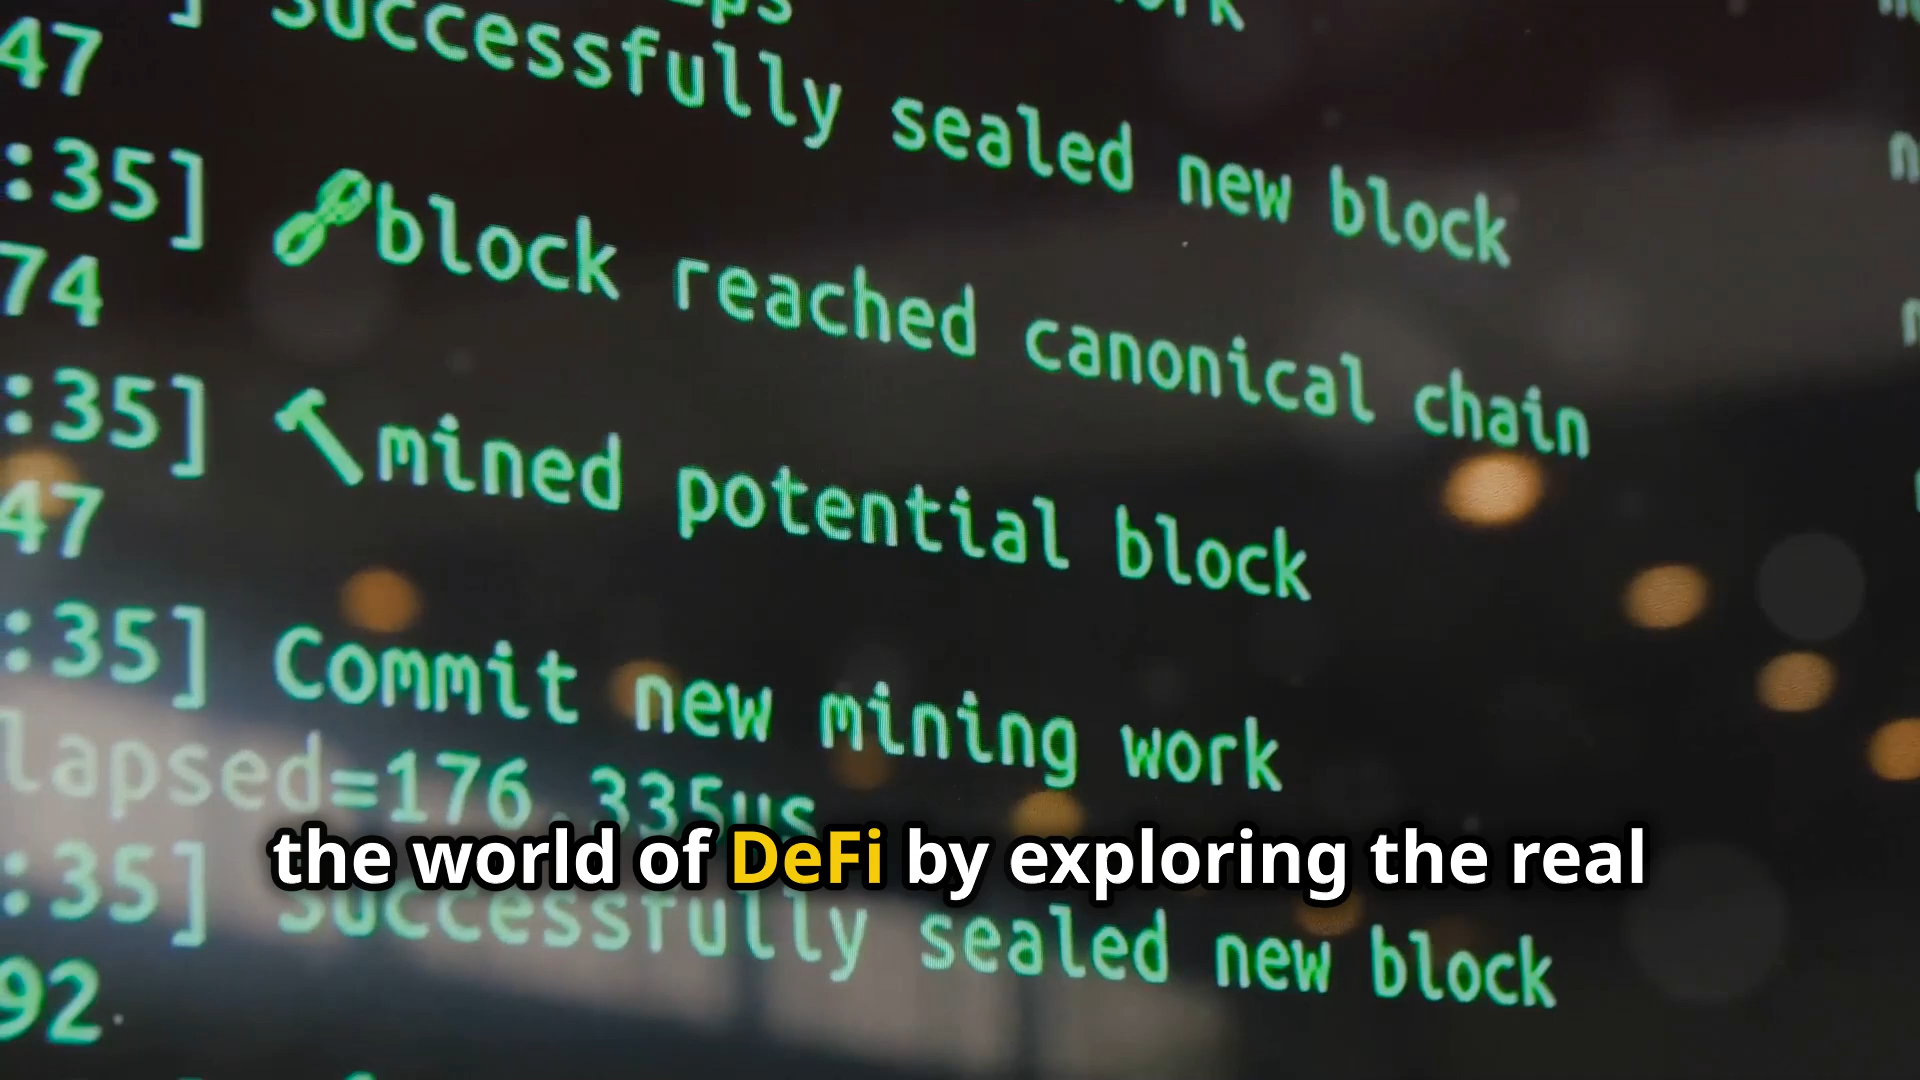 ] Successfully sealed new block
47
:35] 🔗block reached canonical chain
74
:35] 🔨mined potential block
47
:35] Commit new mining work
lapsed=176.335µs
the world of DeFi by exploring the real
:35] Successfully sealed new block
92